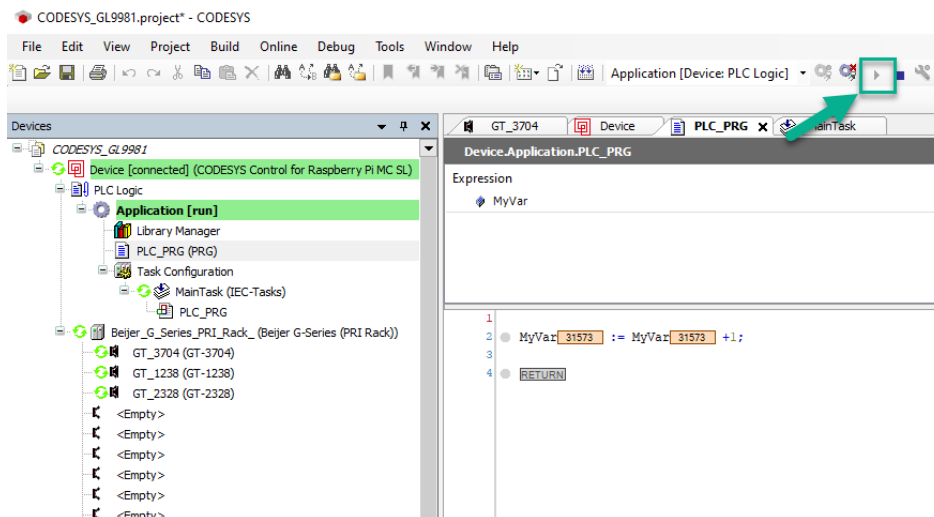 CODESYS_GL9981.project* - CODESYS
File Edit View Project Build Online Debug Tools Window Help
Application [Device: PLC Logic]
Devices
GT_3704 Device PLC_PRG x MainTask
CODESYS_GL9981
Device [connected] (CODESYS Control for Raspberry Pi MC SL)
PLC Logic
Application [run]
Library Manager
PLC_PRG (PRG)
Task Configuration
MainTask (IEC-Tasks)
PLC_PRG
Beijer_G_Series_PRI_Rack_ (Beijer G-Series (PRI Rack))
GT_3704 (GT-3704)
GT_1238 (GT-1238)
GT_2328 (GT-2328)
<Empty>
<Empty>
<Empty>
<Empty>
<Empty>
<Empty>
Device.Application.PLC_PRG
Expression
MyVar
1
2 MyVar 31573 := MyVar 31573 +1;
3
4 RETURN